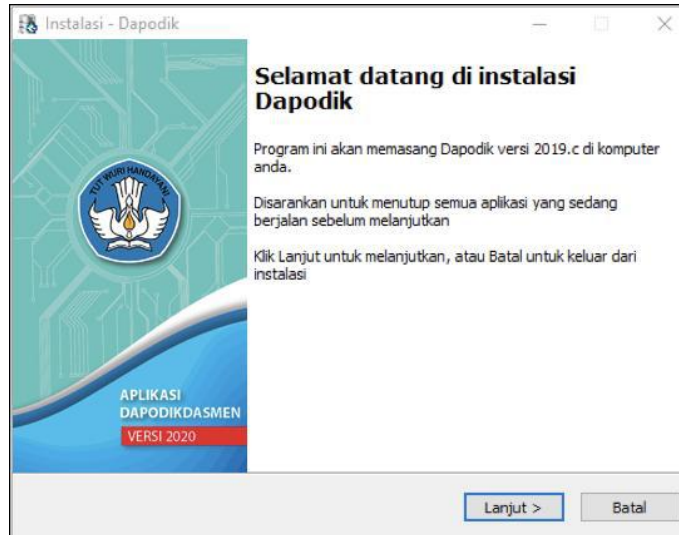 Instalasi - Dapodik
Selamat datang di instalasi
Dapodik
Program ini akan memasang Dapodik versi 2019.c di komputer
anda.
Disarankan untuk menutup semua aplikasi yang sedang
berjalan sebelum melanjutkan
Klik Lanjut untuk melanjutkan, atau Batal untuk keluar dari
instalasi
TUT WURI HANDAYANI
APLIKASI
DAPODIKDASMEN
VERSI 2020
Lanjut >
Batal